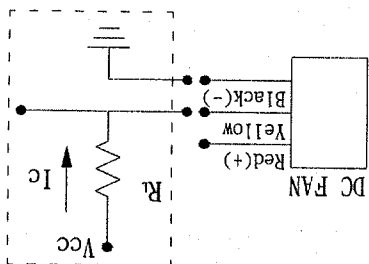 DC FAN
Red(+)
Yellow
Black(-)
Vcc
RL
Ic